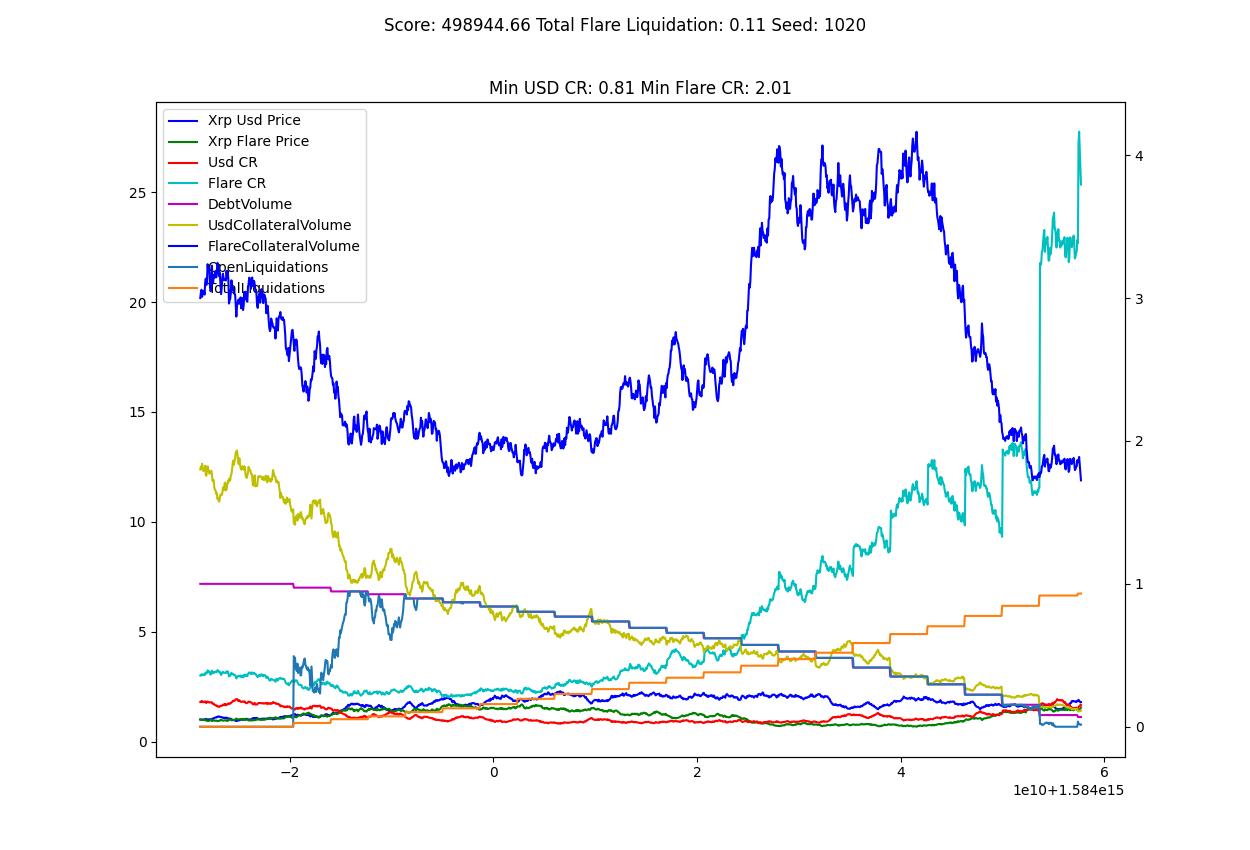 Score: 498944.66 Total Flare Liquidation: 0.11 Seed: 1020
Min USD CR: 0.81 Min Flare CR: 2.01
Xrp Usd Price
Xrp Flare Price
Usd CR
Flare CR
DebtVolume
UsdCollateralVolume
FlareCollateralVolume
OpenLiquidations
TotalLiquidations
25
20
15
10
5
0
4
3
2
1
0
−2
0
2
4
6
1e10+1.584e15